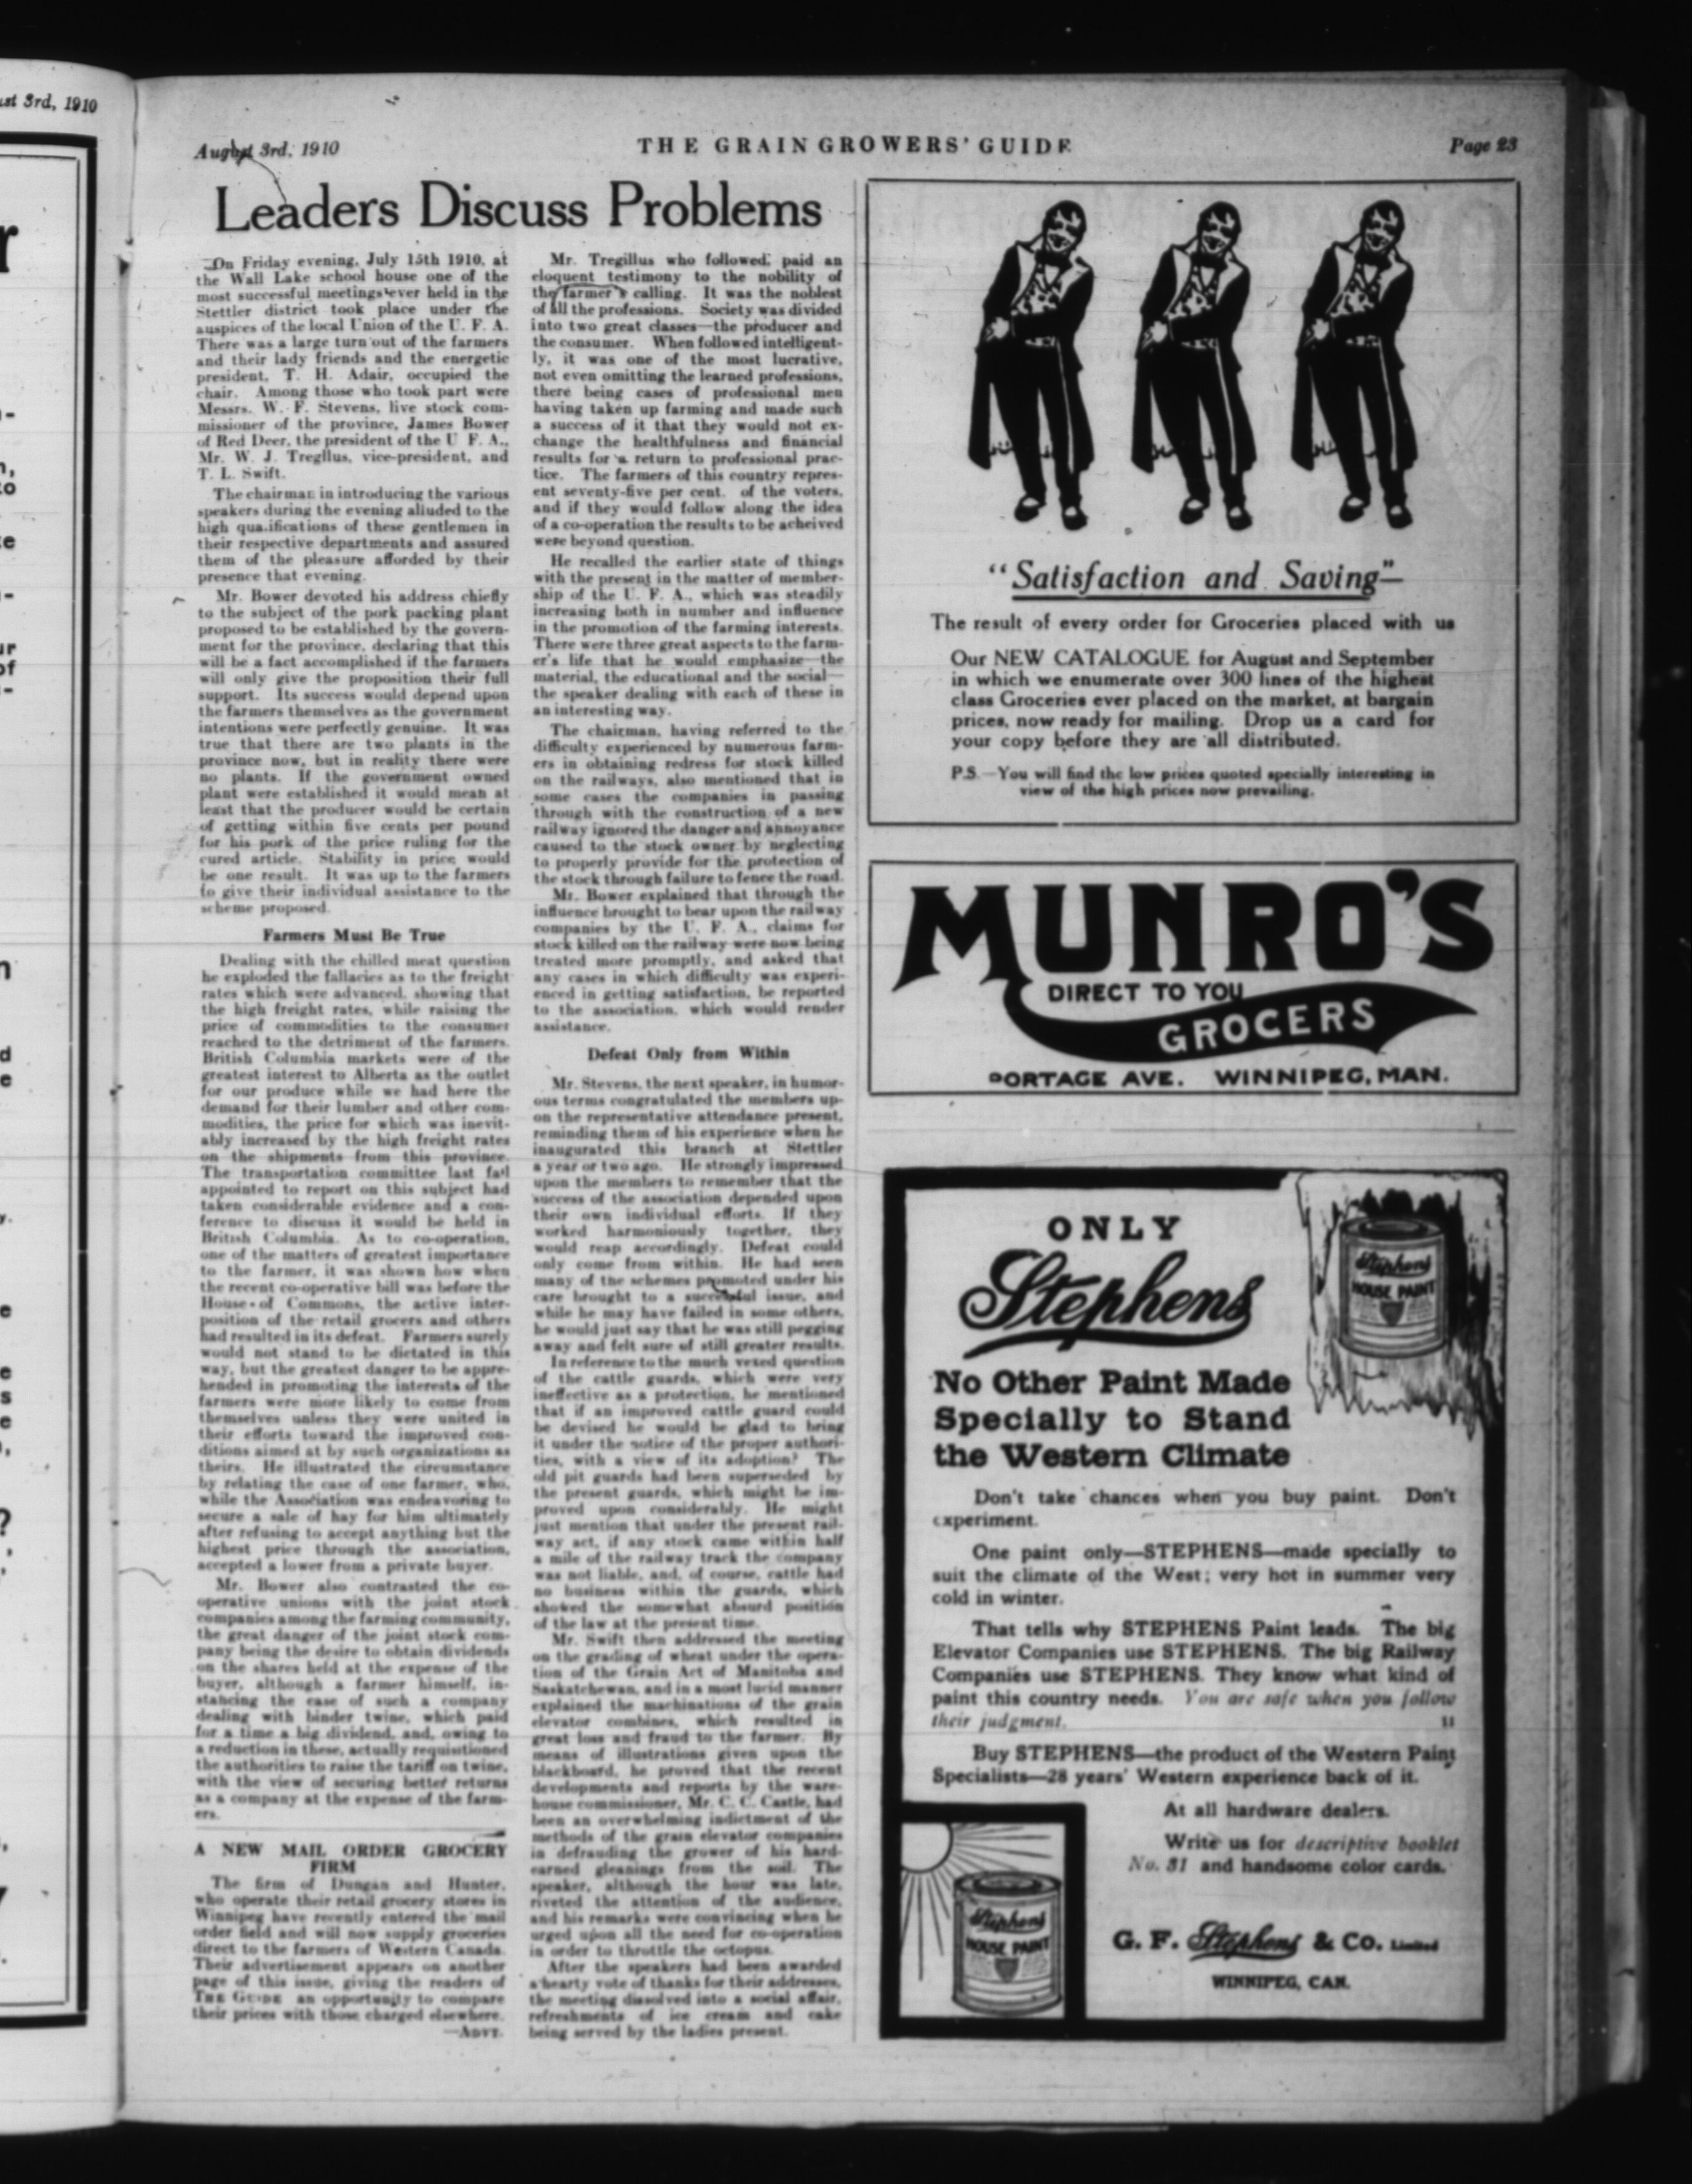 ust 3rd, 1910
August 3rd, 1910
THE GRAIN GROWERS' GUIDE
Page 23
Leaders Discuss Problems
On Friday evening, July 15th 1910, at
the Wall Lake school house one of the
most successful meetings ever held in the
Stettler district took place under the
auspices of the local Union of the U. F. A.
There was a large turn out of the farmers
and their lady friends and the energetic
president, T. H. Adair, occupied the
chair. Among those who took part were
Messrs. W. F. Stevens, live stock com-
missioner of the province, James Bower
of Red Deer, the president of the U F. A.,
Mr. W. J. Tregllus, vice-president, and
T. L. Swift.
The chairman in introducing the various
speakers during the evening alluded to the
high qualifications of these gentlemen in
their respective departments and assured
them of the pleasure afforded by their
presence that evening.
Mr. Bower devoted his address chiefly
to the subject of the pork packing plant
proposed to be established by the govern-
ment for the province, declaring that this
will be a fact accomplished if the farmers
will only give the proposition their full
support. Its success would depend upon
the farmers themselves as the government
intentions were perfectly genuine. It was
true that there are two plants in the
province now, but in reality there were
no plants. If the government owned
plant were established it would mean at
least that the producer would be certain
of getting within five cents per pound
for his pork of the price ruling for the
cured article. Stability in price would
be one result. It was up to the farmers
to give their individual assistance to the
scheme proposed.
Farmers Must Be True
Dealing with the chilled meat question
he exploded the fallacies as to the freight
rates which were advanced, showing that
the high freight rates, while raising the
price of commodities to the consumer
reached to the detriment of the farmers.
British Columbia markets were of the
greatest interest to Alberta as the outlet
for our produce while we had here the
demand for their lumber and other com-
modities, the price for which was inevit-
ably increased by the high freight rates
on the shipments from this province.
The transportation committee last fall
appointed to report on this subject had
taken considerable evidence and a con-
ference to discuss it would be held in
British Columbia. As to co-operation,
one of the matters of greatest importance
to the farmer, it was shown how when
the recent co-operative bill was before the
House of Commons, the active inter-
position of the retail grocers and others
had resulted in its defeat. Farmers surely
would not stand to be dictated in this
way, but the greatest danger to be appre-
hended in promoting the interests of the
farmers were more likely to come from
themselves unless they were united in
their efforts toward the improved con-
ditions aimed at by such organizations as
theirs. He illustrated the circumstance
by relating the case of one farmer, who,
while the Association was endeavoring to
secure a sale of hay for him ultimately
after refusing to accept anything but the
highest price through the association,
accepted a lower from a private buyer.
Mr. Bower also contrasted the co-
operative unions with the joint stock
companies among the farming community,
the great danger of the joint stock com-
pany being the desire to obtain dividends
on the shares held at the expense of the
buyer, although a farmer himself, in-
stancing the case of such a company
dealing with binder twine, which paid
for a time a big dividend, and, owing to
a reduction in these, actually requisitioned
the authorities to raise the tariff on twine,
with the view of securing better returns
as a company at the expense of the farm-
ers.
A NEW MAIL ORDER GROCERY
FIRM
The firm of Dungan and Hunter,
who operate their retail grocery stores in
Winnipeg have recently entered the mail
order field and will now supply groceries
direct to the farmers of Western Canada.
Their advertisement appears on another
page of this issue, giving the readers of
THE GUIDE an opportunity to compare
their prices with those charged elsewhere.
—ADVT.
Mr. Tregillus who followed, paid an
eloquent testimony to the nobility of
the farmer's calling. It was the noblest
of all the professions. Society was divided
into two great classes—the producer and
the consumer. When followed intelligent-
ly, it was one of the most lucrative,
not even omitting the learned professions,
there being cases of professional men
having taken up farming and made such
a success of it that they would not ex-
change the healthfulness and financial
results for a return to professional prac-
tice. The farmers of this country repres-
ent seventy-five per cent. of the voters,
and if they would follow along the idea
of a co-operation the results to be acheived
were beyond question.
He recalled the earlier state of things
with the present in the matter of member-
ship of the U. F. A., which was steadily
increasing both in number and influence
in the promotion of the farming interests.
There were three great aspects to the farm-
er's life that he would emphasize—the
material, the educational and the social—
the speaker dealing with each of these in
an interesting way.
The chairman, having referred to the
difficulty experienced by numerous farm-
ers in obtaining redress for stock killed
on the railways, also mentioned that in
some cases the companies in passing
through with the construction of a new
railway ignored the danger and annoyance
caused to the stock owner by neglecting
to properly provide for the protection of
the stock through failure to fence the road.
Mr. Bower explained that through the
influence brought to bear upon the railway
companies by the U. F. A., claims for
stock killed on the railway were now being
treated more promptly, and asked that
any cases in which difficulty was experi-
enced in getting satisfaction, be reported
to the association, which would render
assistance.
Defeat Only from Within
Mr. Stevens, the next speaker, in humor-
ous terms congratulated the members up-
on the representative attendance present,
reminding them of his experience when he
inaugurated this branch at Stettler
a year or two ago. He strongly impressed
upon the members to remember that the
success of the association depended upon
their own individual efforts. If they
worked harmoniously together, they
would reap accordingly. Defeat could
only come from within. He had seen
many of the schemes promoted under his
care brought to a successful issue, and
while he may have failed in some others,
he would just say that he was still pegging
away and felt sure of still greater results.
In reference to the much vexed question
of the cattle guards, which were very
ineffective as a protection, he mentioned
that if an improved cattle guard could
be devised he would be glad to bring
it under the notice of the proper authori-
ties, with a view of its adoption? The
old pit guards had been superseded by
the present guards, which might be im-
proved upon considerably. He might
just mention that under the present rail-
way act, if any stock came within half
a mile of the railway track the company
was not liable, and, of course, cattle had
no business within the guards, which
showed the somewhat absurd position
of the law at the present time.
Mr. Swift then addressed the meeting
on the grading of wheat under the opera-
tion of the Grain Act of Manitoba and
Saskatchewan, and in a most lucid manner
explained the machinations of the grain
elevator combines, which resulted in
great loss and fraud to the farmer. By
means of illustrations given upon the
blackboard, he proved that the recent
developments and reports by the ware-
house commissioner, Mr. C. C. Castle, had
been an overwhelming indictment of the
methods of the grain elevator companies
in defrauding the grower of his hard-
earned gleanings from the soil. The
speaker, although the hour was late,
riveted the attention of the audience,
and his remarks were convincing when he
urged upon all the need for co-operation
in order to throttle the octopus.
After the speakers had been awarded
a hearty vote of thanks for their addresses,
the meeting dissolved into a social affair,
refreshments of ice cream and cake
being served by the ladies present.
"Satisfaction and Saving"—
The result of every order for Groceries placed with us
Our NEW CATALOGUE for August and September
in which we enumerate over 300 lines of the highest
class Groceries ever placed on the market, at bargain
prices, now ready for mailing. Drop us a card for
your copy before they are all distributed.
P.S.—You will find the low prices quoted specially interesting in
view of the high prices now prevailing.
MUNRO'S
DIRECT TO YOU
GROCERS
PORTAGE AVE. WINNIPEG, MAN.
ONLY
Stephens
Stephens
HOUSE PAINT
No Other Paint Made
Specially to Stand
the Western Climate
Don't take chances when you buy paint. Don't
experiment.
One paint only—STEPHENS—made specially to
suit the climate of the West; very hot in summer very
cold in winter.
That tells why STEPHENS Paint leads. The big
Elevator Companies use STEPHENS. The big Railway
Companies use STEPHENS. They know what kind of
paint this country needs. You are safe when you follow
their judgment. 11
Buy STEPHENS—the product of the Western Paint
Specialists—28 years' Western experience back of it.
At all hardware dealers.
Write us for descriptive booklet
No. 31 and handsome color cards.
Stephens
HOUSE PAINT
G. F. Stephens & Co. Limited
WINNIPEG, CAN.